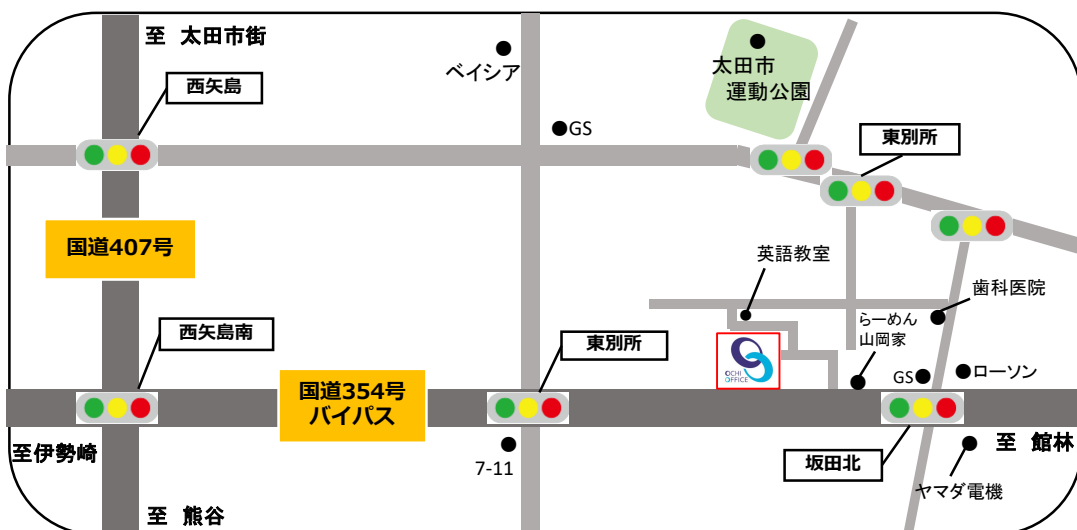 至 太田市街
西矢島
ベイシア
太田市
運動公園
GS
東別所
国道407号
英語教室
歯科医院
らーめん
山岡家
西矢島南
東別所
OCHI
OFFICE
GS
ローソン
国道354号
バイパス
至伊勢崎
7-11
坂田北
至 館林
ヤマダ電機
至 熊谷